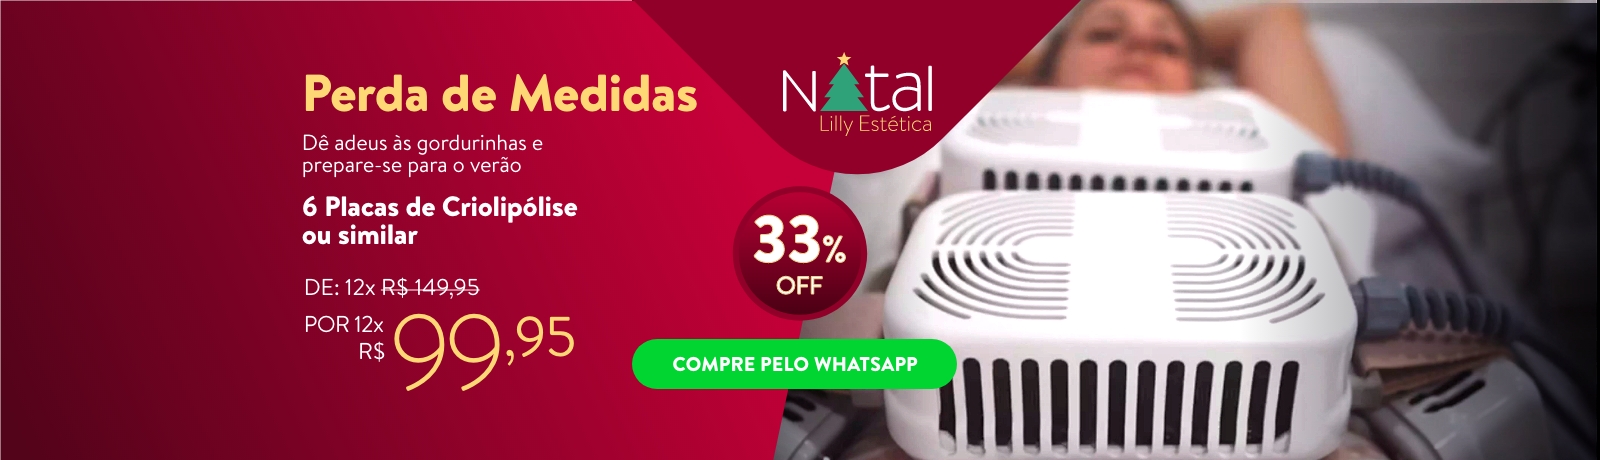 Perda de Medidas
Dê adeus às gordurinhas e
prepare-se para o verão
6 Placas de Criolipólise
ou similar
DE: 12x R$ 149,95
POR 12x
R$ 99,95
Natal
Lilly Estética
33%
OFF
COMPRE PELO WHATSAPP